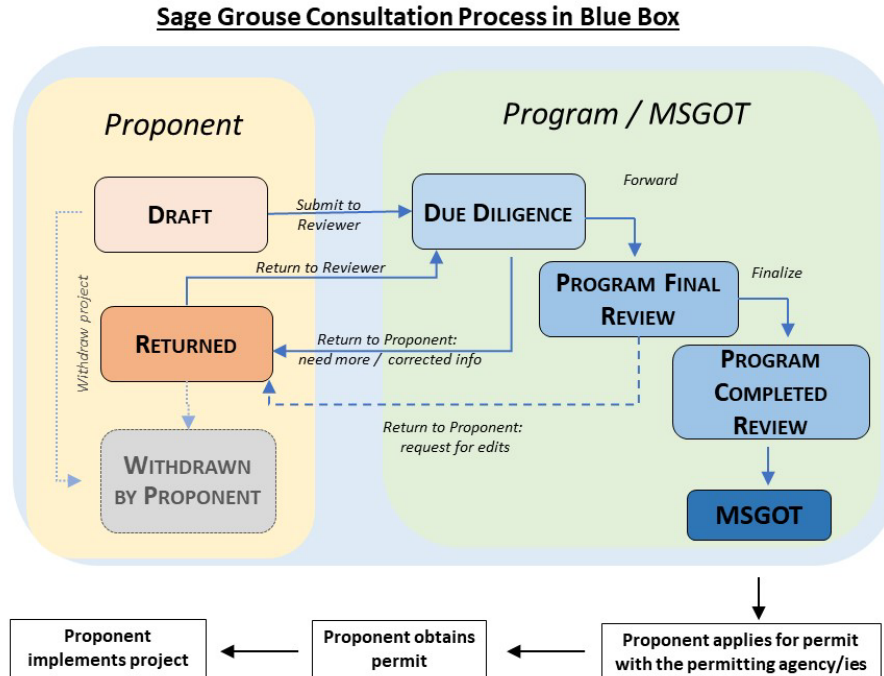 Sage Grouse Consultation Process in Blue Box
Proponent
Program / MSGOT
DRAFT
Submit to
Reviewer
DUE DILIGENCE
Forward
Return to Reviewer
PROGRAM FINAL
REVIEW
Finalize
RETURNED
Return to Proponent:
need more / corrected info
PROGRAM
COMPLETED
REVIEW
Withdraw project
Return to Proponent:
request for edits
WITHDRAWN
BY PROPONENT
MSGOT
Proponent
implements project
Proponent obtains
permit
Proponent applies for permit
with the permitting agency/ies